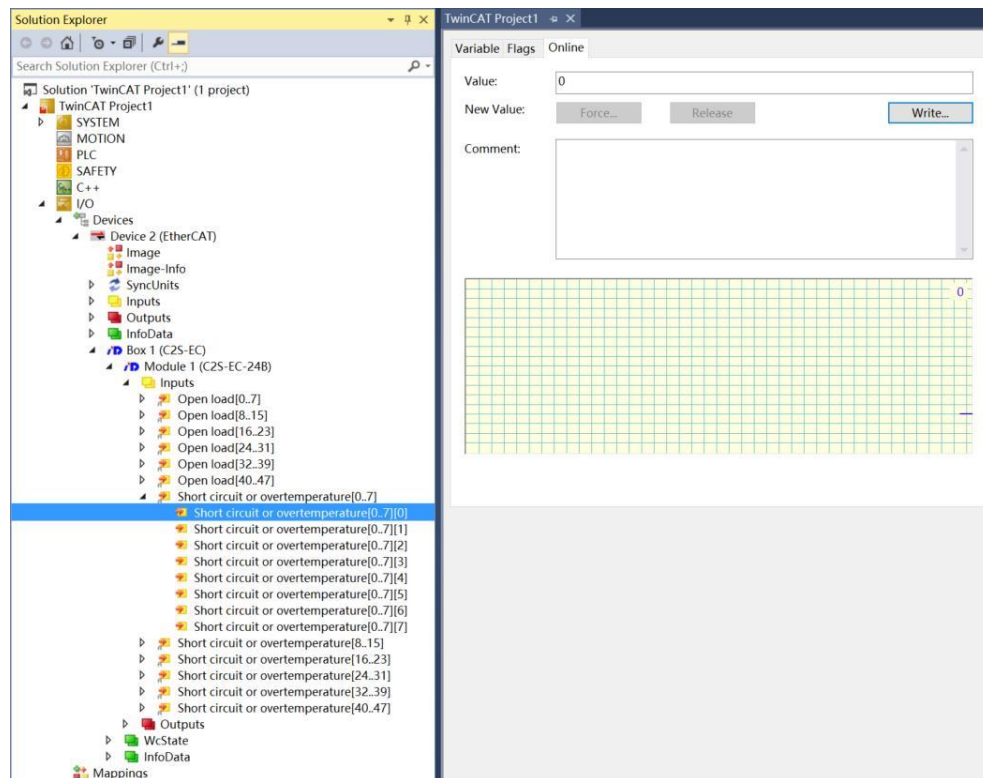 Solution Explorer
Search Solution Explorer (Ctrl+;)
Solution 'TwinCAT Project1' (1 project)
TwinCAT Project1
SYSTEM
MOTION
PLC
SAFETY
C++
I/O
Devices
Device 2 (EtherCAT)
Image
Image-Info
SyncUnits
Inputs
Outputs
InfoData
Box 1 (C2S-EC)
Module 1 (C2S-EC-24B)
Inputs
Open load[0..7]
Open load[8..15]
Open load[16..23]
Open load[24..31]
Open load[32..39]
Open load[40..47]
Short circuit or overtemperature[0..7]
Short circuit or overtemperature[0..7][0]
Short circuit or overtemperature[0..7][1]
Short circuit or overtemperature[0..7][2]
Short circuit or overtemperature[0..7][3]
Short circuit or overtemperature[0..7][4]
Short circuit or overtemperature[0..7][5]
Short circuit or overtemperature[0..7][6]
Short circuit or overtemperature[0..7][7]
Short circuit or overtemperature[8..15]
Short circuit or overtemperature[16..23]
Short circuit or overtemperature[24..31]
Short circuit or overtemperature[32..39]
Short circuit or overtemperature[40..47]
Outputs
WcState
InfoData
Mappings
TwinCAT Project1
Variable Flags Online
Value: 0
New Value: Force... Release Write...
Comment:
0